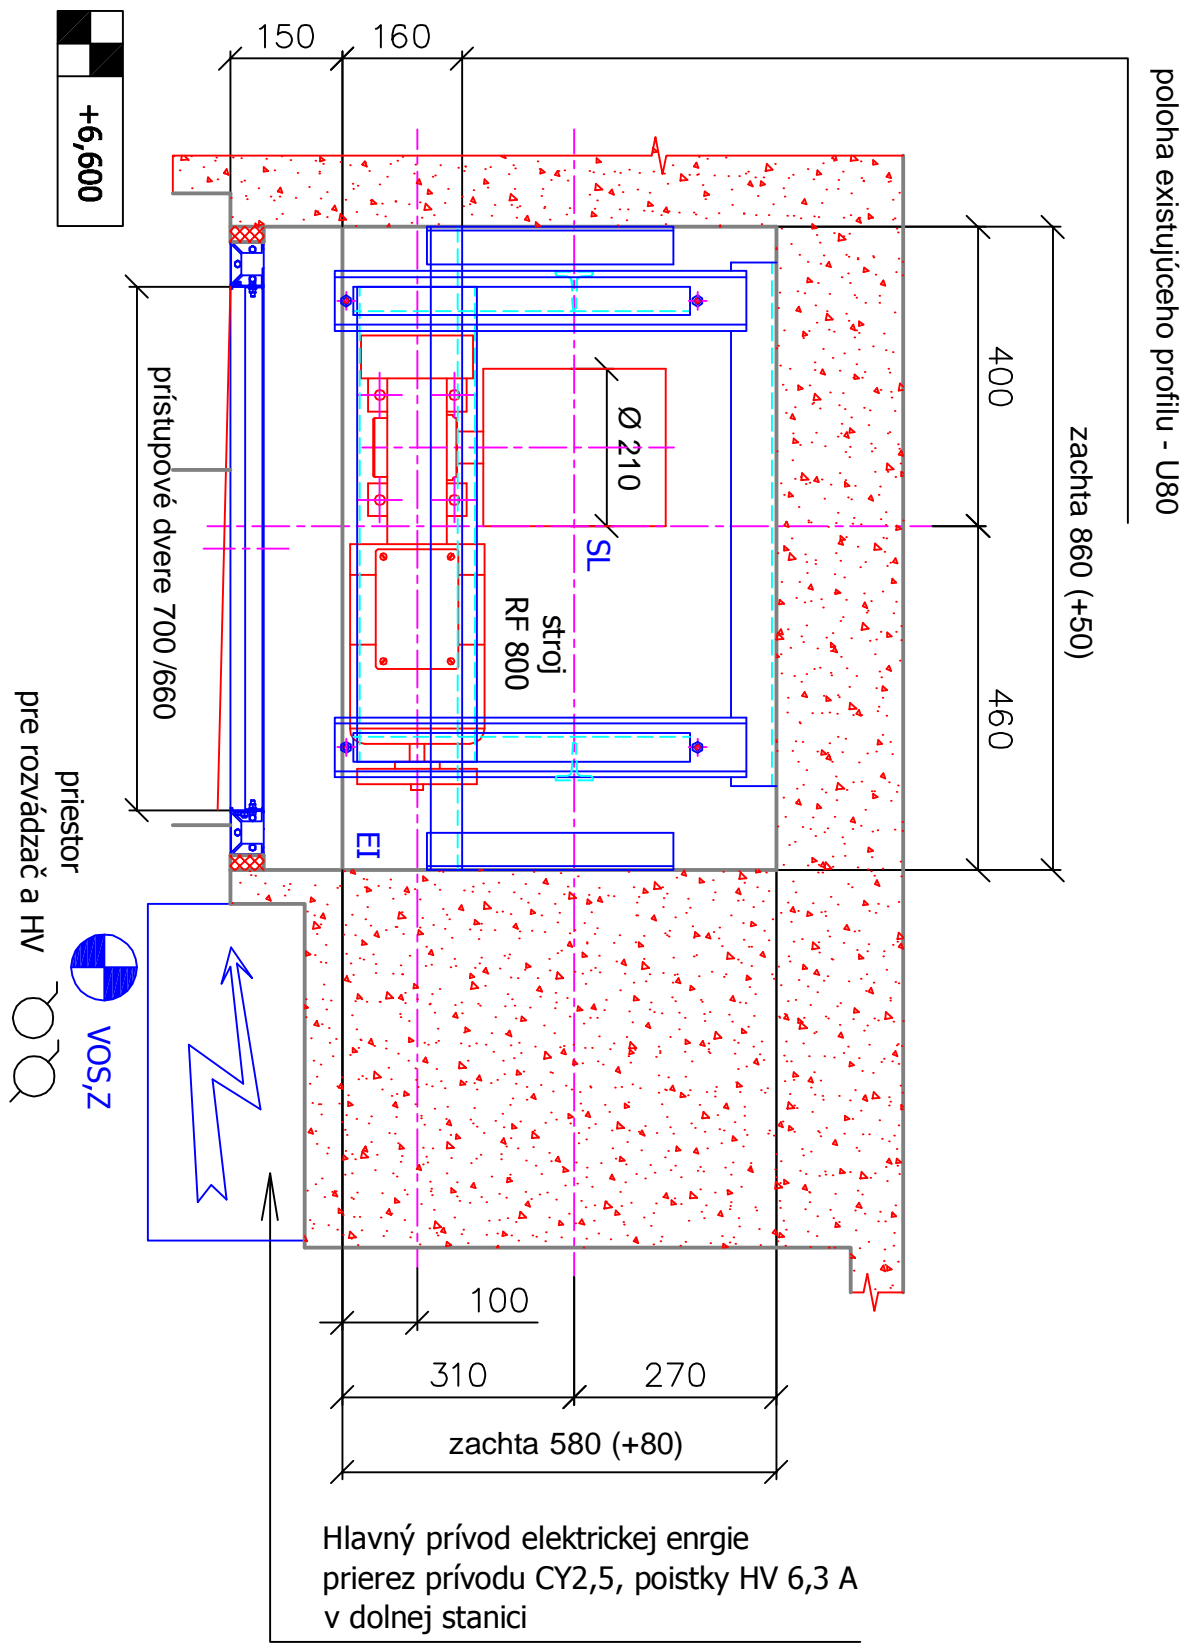 150
160
+6,600
poloha existujúceho profilu - U80
400
zachta 860 (+50)
460
Ø 210
SL
stroj
RF 800
prístupové dvere 700 /660
EI
priestor
pre rozvádzač a HV
VOS,Z
100
310
270
zachta 580 (+80)
Hlavný prívod elektrickej enrgie
prierez prívodu CY2,5, poistky HV 6,3 A
v dolnej stanici